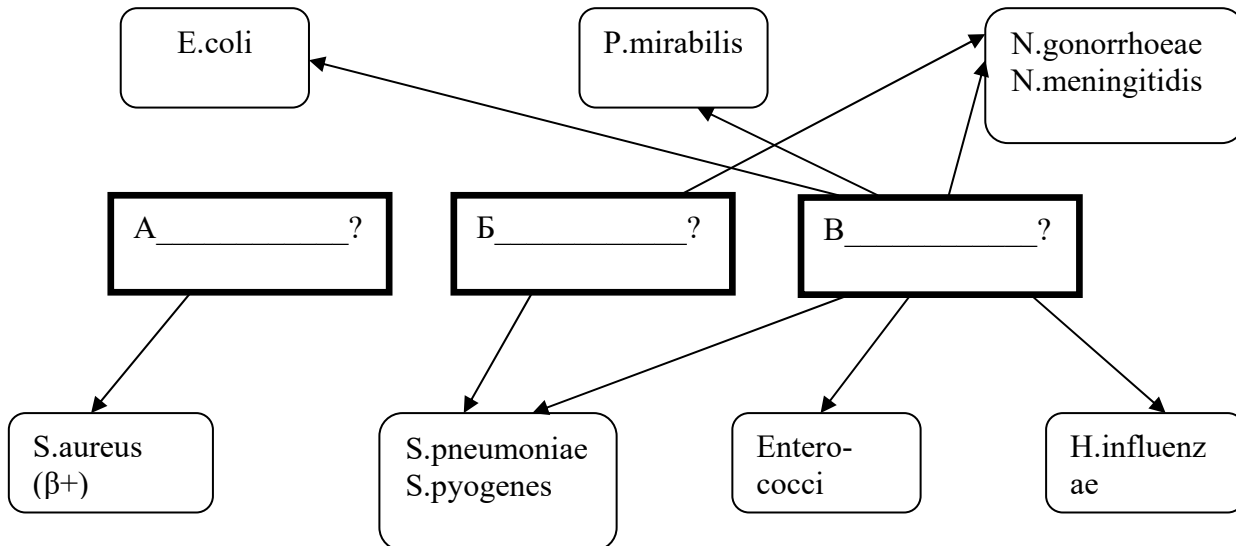 E.coli
P.mirabilis
N.gonorrhoeae
N.meningitidis
А____________?
Б____________?
В____________?
S.aureus
(β+)
S.pneumoniae
S.pyogenes
Entero-
cocci
H.influenz
ae